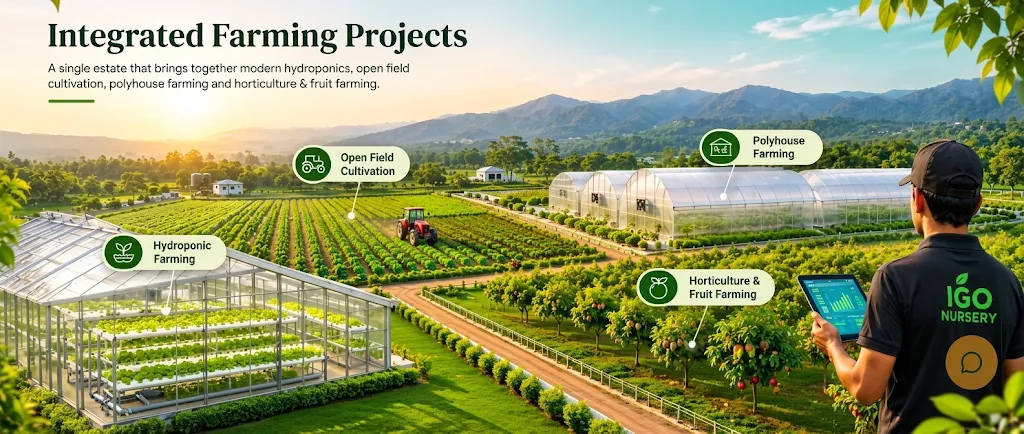 Integrated Farming Projects
A single estate that brings together modern hydroponics, open field
cultivation, polyhouse farming and horticulture & fruit farming.
Open Field
Cultivation
Polyhouse
Farming
Hydroponic
Farming
Horticulture &
Fruit Farming
IGO
NURSERY